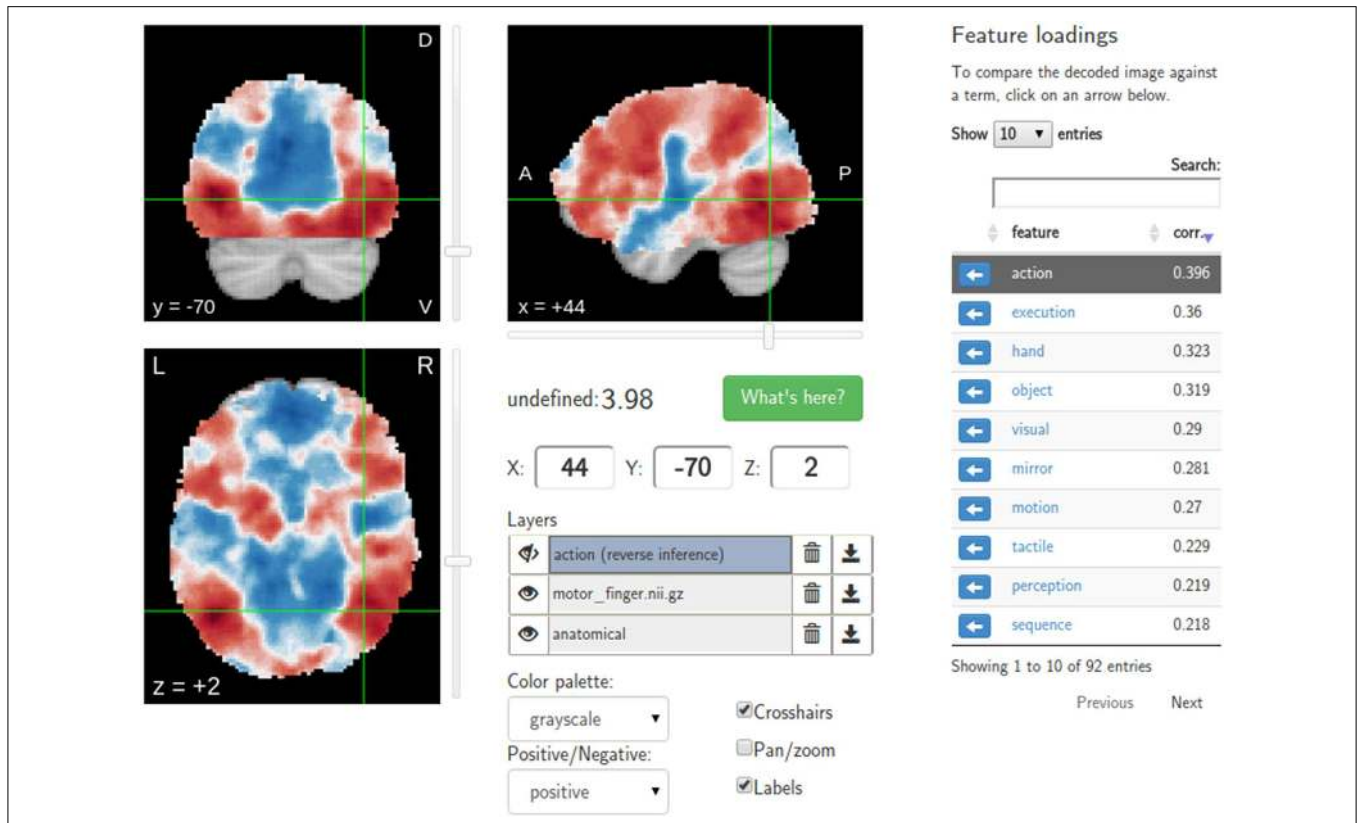 D
V
y = -70
A
P
x = +44
L
R
z = +2
undefined: 3.98
What's here?
X: 44 Y: -70 Z: 2
Layers
action (reverse inference)
motor_finger.nii.gz
anatomical
Color palette:
grayscale
Positive/Negative:
positive
Crosshairs
Pan/zoom
Labels
Feature loadings
To compare the decoded image against
a term, click on an arrow below.
Show 10 entries
Search:
feature corr.
action 0.396
execution 0.36
hand 0.323
object 0.319
visual 0.29
mirror 0.281
motion 0.27
tactile 0.229
perception 0.219
sequence 0.218
Showing 1 to 10 of 92 entries
Previous Next